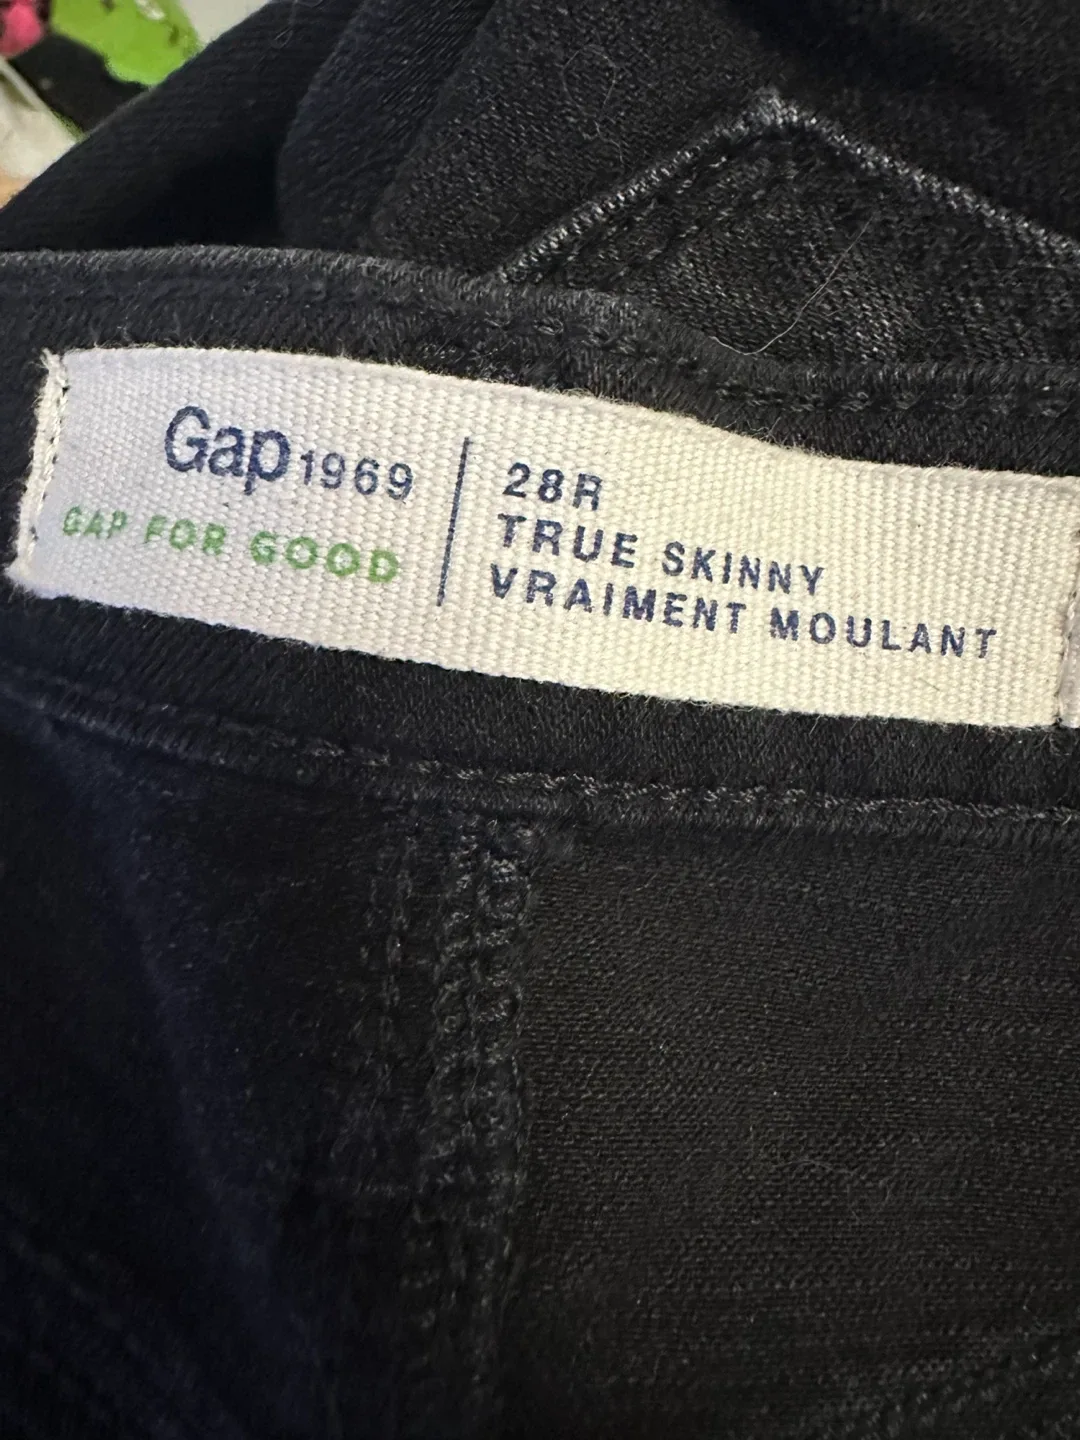 Gap 1969
GAP FOR GOOD
28R
TRUE SKINNY
VRAIMENT MOULANT